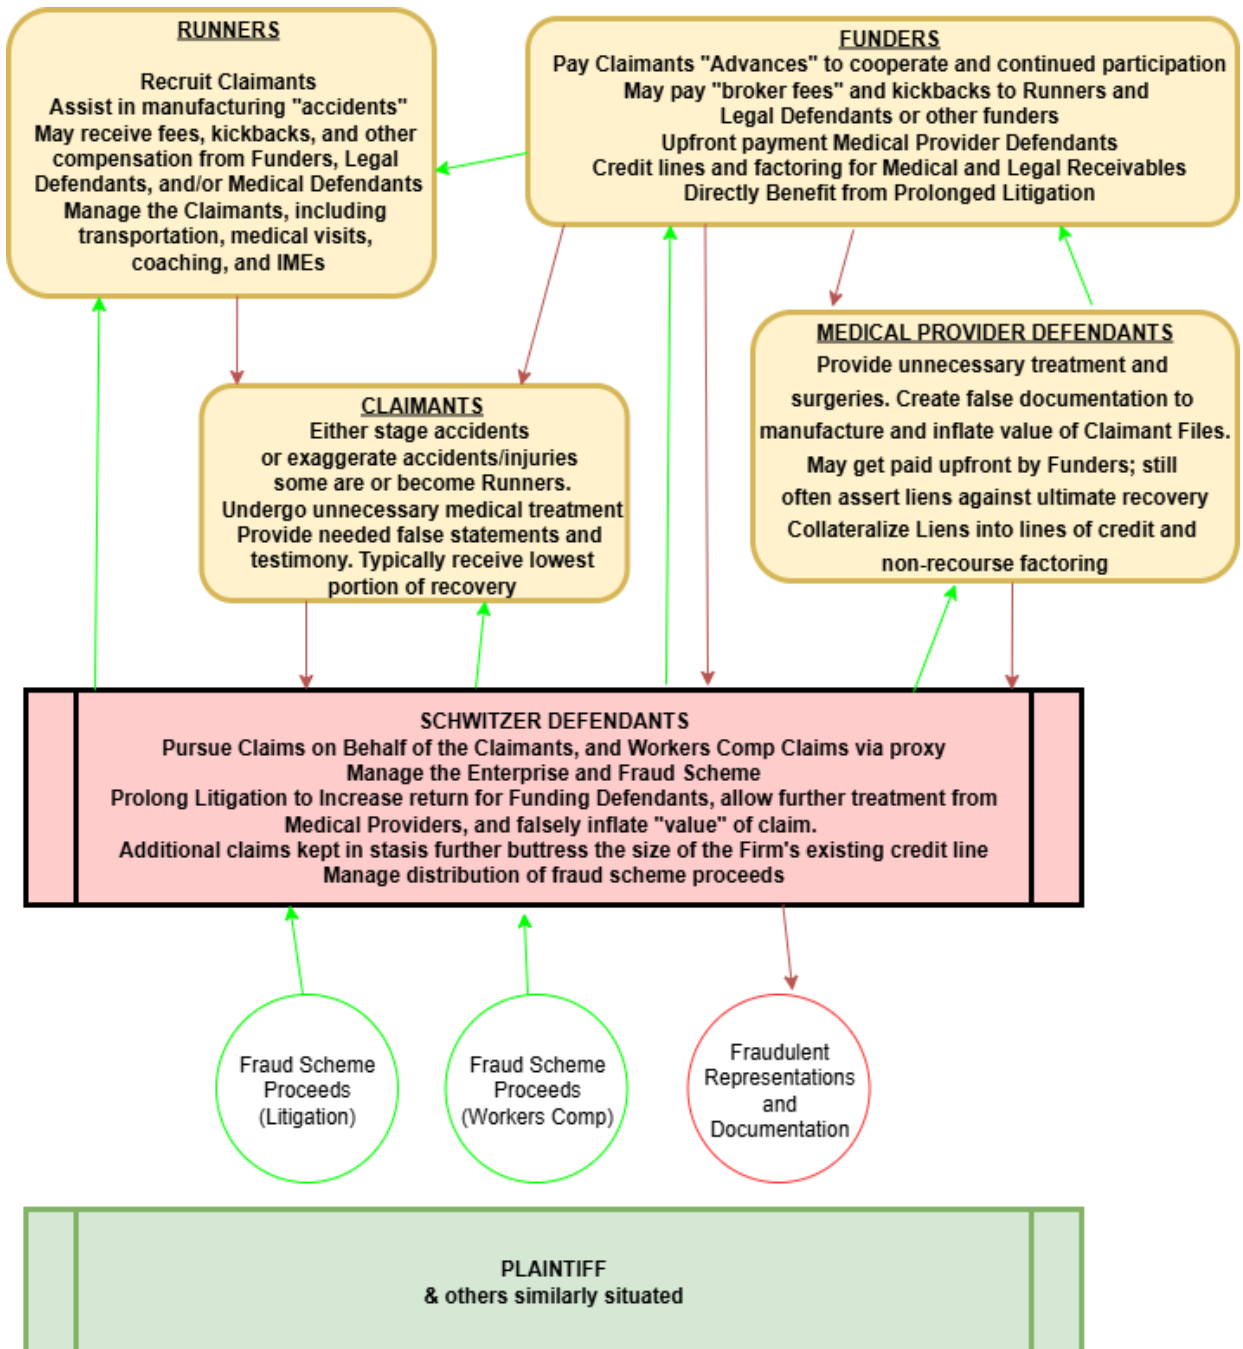 RUNNERS
Recruit Claimants
Assist in manufacturing "accidents"
May receive fees, kickbacks, and other
compensation from Funders, Legal
Defendants, and/or Medical Defendants
Manage the Claimants, including
transportation, medical visits,
coaching, and IMEs
FUNDERS
Pay Claimants "Advances" to cooperate and continued participation
May pay "broker fees" and kickbacks to Runners and
Legal Defendants or other funders
Upfront payment Medical Provider Defendants
Credit lines and factoring for Medical and Legal Receivables
Directly Benefit from Prolonged Litigation
CLAIMANTS
Either stage accidents
or exaggerate accidents/injuries
some are or become Runners.
Undergo unnecessary medical treatment
Provide needed false statements and
testimony. Typically receive lowest
portion of recovery
MEDICAL PROVIDER DEFENDANTS
Provide unnecessary treatment and
surgeries. Create false documentation to
manufacture and inflate value of Claimant Files.
May get paid upfront by Funders; still
often assert liens against ultimate recovery
Collateralize Liens into lines of credit and
non-recourse factoring
SCHWITZER DEFENDANTS
Pursue Claims on Behalf of the Claimants, and Workers Comp Claims via proxy
Manage the Enterprise and Fraud Scheme
Prolong Litigation to Increase return for Funding Defendants, allow further treatment from
Medical Providers, and falsely inflate "value" of claim.
Additional claims kept in stasis further buttress the size of the Firm's existing credit line
Manage distribution of fraud scheme proceeds
Fraud Scheme
Proceeds
(Litigation)
Fraud Scheme
Proceeds
(Workers Comp)
Fraudulent
Representations
and
Documentation
PLAINTIFF
& others similarly situated